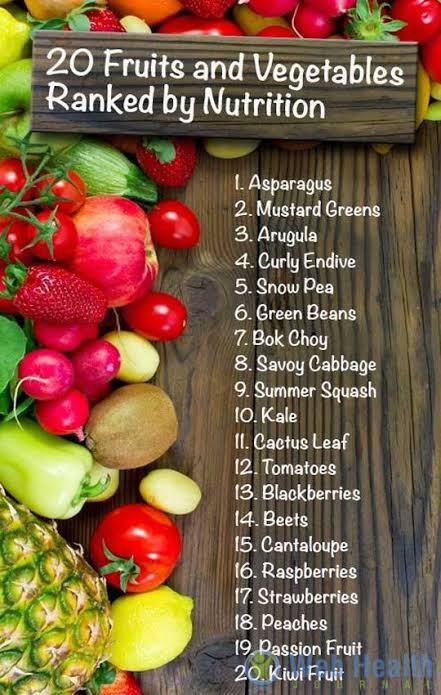 20 Fruits and Vegetables
Ranked by Nutrition
1. Asparagus
2. Mustard Greens
3. Arugula
4. Curly Endive
5. Snow Pea
6. Green Beans
7. Bok Choy
8. Savoy Cabbage
9. Summer Squash
10. Kale
11. Cactus Leaf
12. Tomatoes
13. Blackberries
14. Beets
15. Cantaloupe
16. Raspberries
17. Strawberries
18. Peaches
19. Passion Fruit
20. Kiwi Fruit
Web Health
JOURNAL